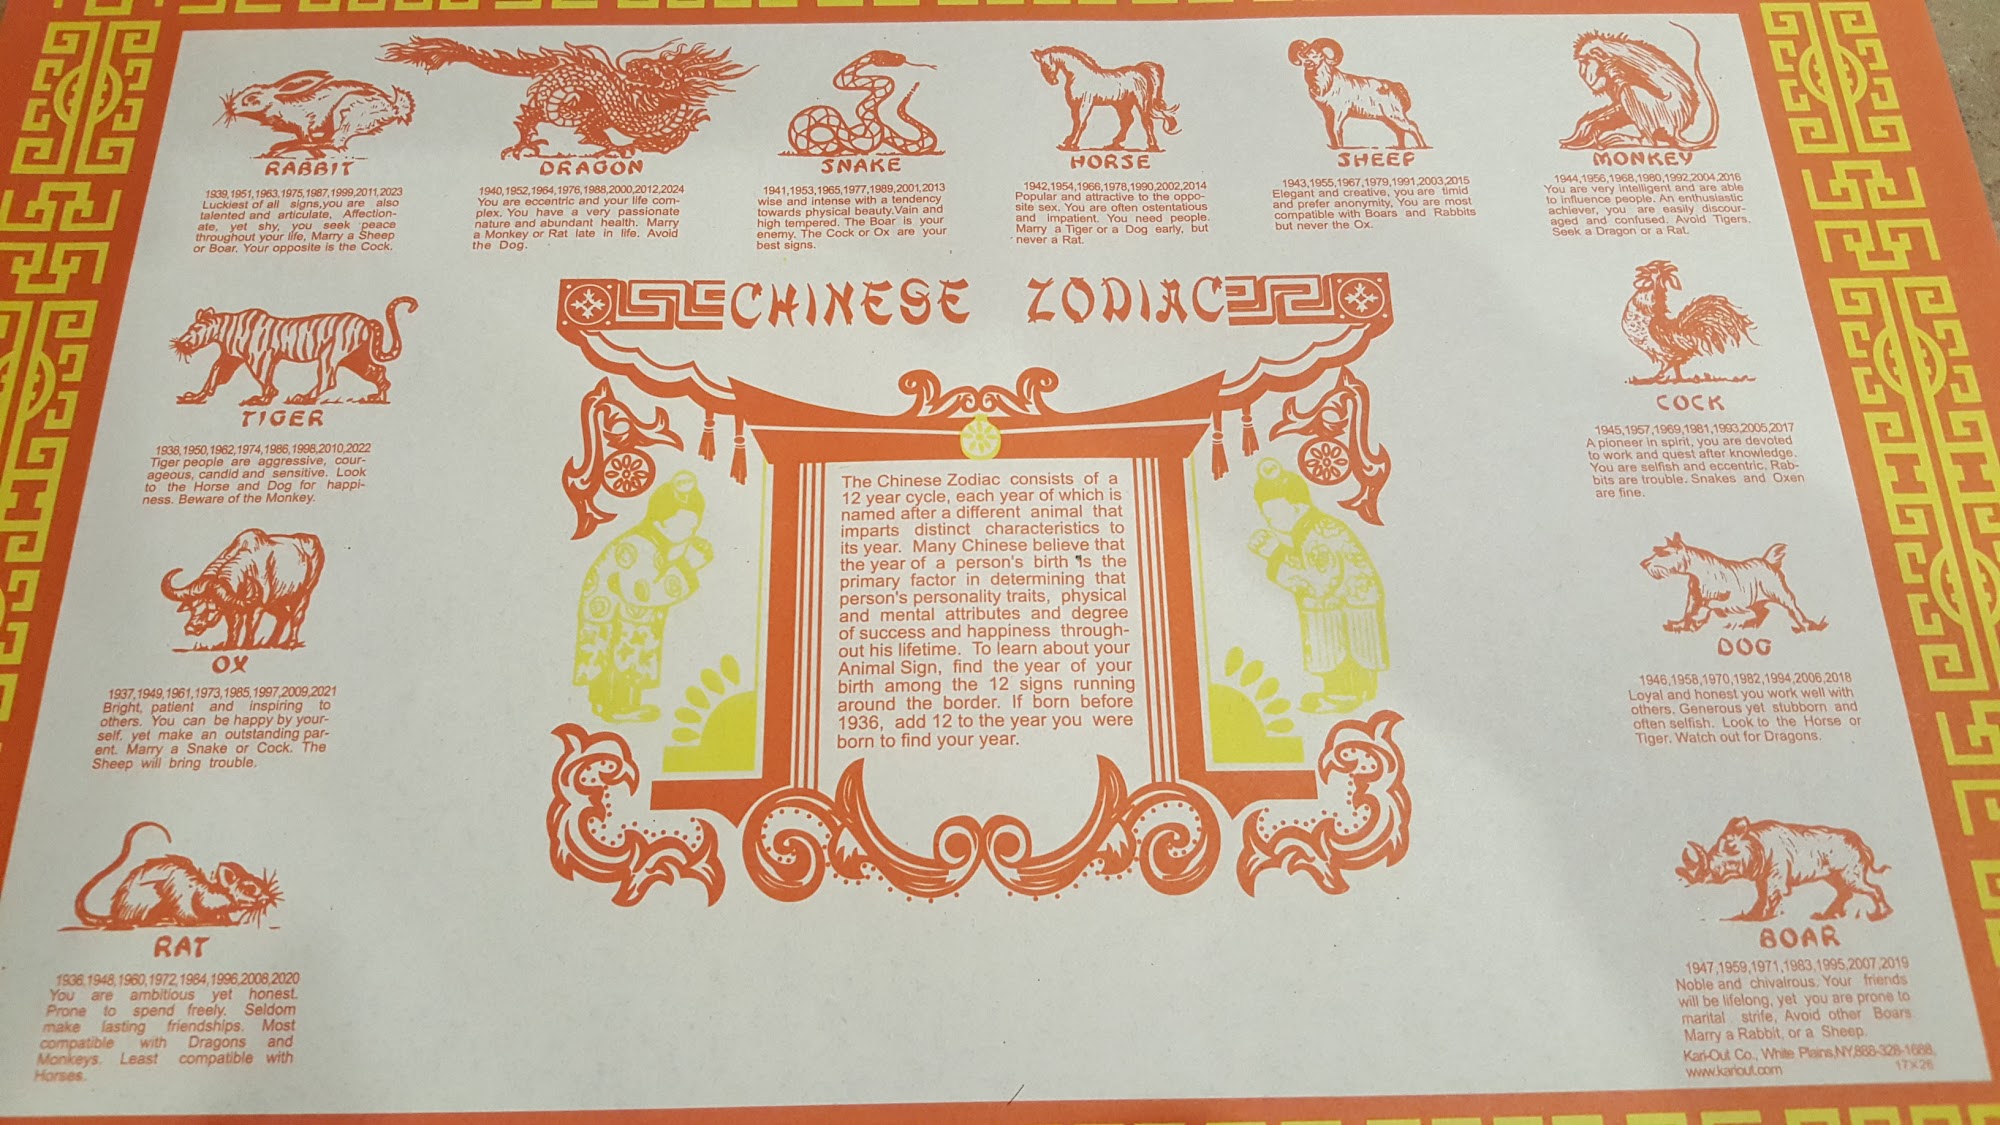 RABBIT
1939,1951,1963,1975,1987,1999,2011,2023
Luckiest of all signs,you are also
talented and articulate, Affection-
ate, yet shy, you seek peace
throughout your life, Marry a Sheep
or Boar. Your opposite is the Cock.
DRAGON
1940,1952,1964,1976,1988,2000,2012,2024
You are eccentric and your life com-
plex. You have a very passionate
nature and abundant health. Marry
a Monkey or Rat late in life. Avoid
the Dog.
SNAKE
1941,1953,1965,1977,1989,2001,2013
wise and intense with a tendency
towards physical beauty.Vain and
high tempered. The Boar is your
enemy. The Cock or Ox are your
best signs.
HORSE
1942,1954,1966,1978,1990,2002,2014
Popular and attractive to the oppo-
site sex. You are often ostentatious
and impatient. You need people.
Marry a Tiger or a Dog early, but
never a Rat.
SHEEP
1943,1955,1967,1979,1991,2003,2015
Elegant and creative, you are timid
and prefer anonymity, You are most
compatible with Boars and Rabbits
but never the Ox.
MONKEY
1944,1956,1968,1980,1992,2004,2016
You are very intelligent and are able
to influence people. An enthusiastic
achiever, you are easily discour-
aged and confused. Avoid Tigers.
Seek a Dragon or a Rat.
CHINESE ZODIAC
TIGER
1938,1950,1962,1974,1986,1998,2010,2022
Tiger people are aggressive, cour-
ageous, candid and sensitive. Look
to the Horse and Dog for happi-
ness. Beware of the Monkey.
COCK
1945,1957,1969,1981,1993,2005,2017
A pioneer in spirit, you are devoted
to work and quest after knowledge.
You are selfish and eccentric, Rab-
bits are trouble. Snakes and Oxen
are fine.
The Chinese Zodiac consists of a
12 year cycle, each year of which is
named after a different animal that
imparts distinct characteristics to
its year. Many Chinese believe that
the year of a person's birth is the
primary factor in determining that
person's personality traits, physical
and mental attributes and degree
of success and happiness through-
out his lifetime. To learn about your
Animal Sign, find the year of your
birth among the 12 signs running
around the border. If born before
1936, add 12 to the year you were
born to find your year.
OX
1937,1949,1961,1973,1985,1997,2009,2021
Bright, patient and inspiring to
others. You can be happy by your-
self, yet make an outstanding par-
ent. Marry a Snake or Cock. The
Sheep will bring trouble.
DOG
1946,1958,1970,1982,1994,2006,2018
Loyal and honest you work well with
others. Generous yet stubborn and
often selfish. Look to the Horse or
Tiger. Watch out for Dragons.
RAT
1936,1948,1960,1972,1984,1996,2008,2020
You are ambitious yet honest.
Prone to spend freely. Seldom
make lasting friendships. Most
compatible with Dragons and
Monkeys. Least compatible with
Horses.
BOAR
1947,1959,1971,1983,1995,2007,2019
Noble and chivalrous. Your friends
will be lifelong, yet you are prone to
marital strife, Avoid other Boars
Marry a Rabbit, or a Sheep.
Kari-Out Co., White Plains,NY,888-328-1688,
www.kariout.com
17×26